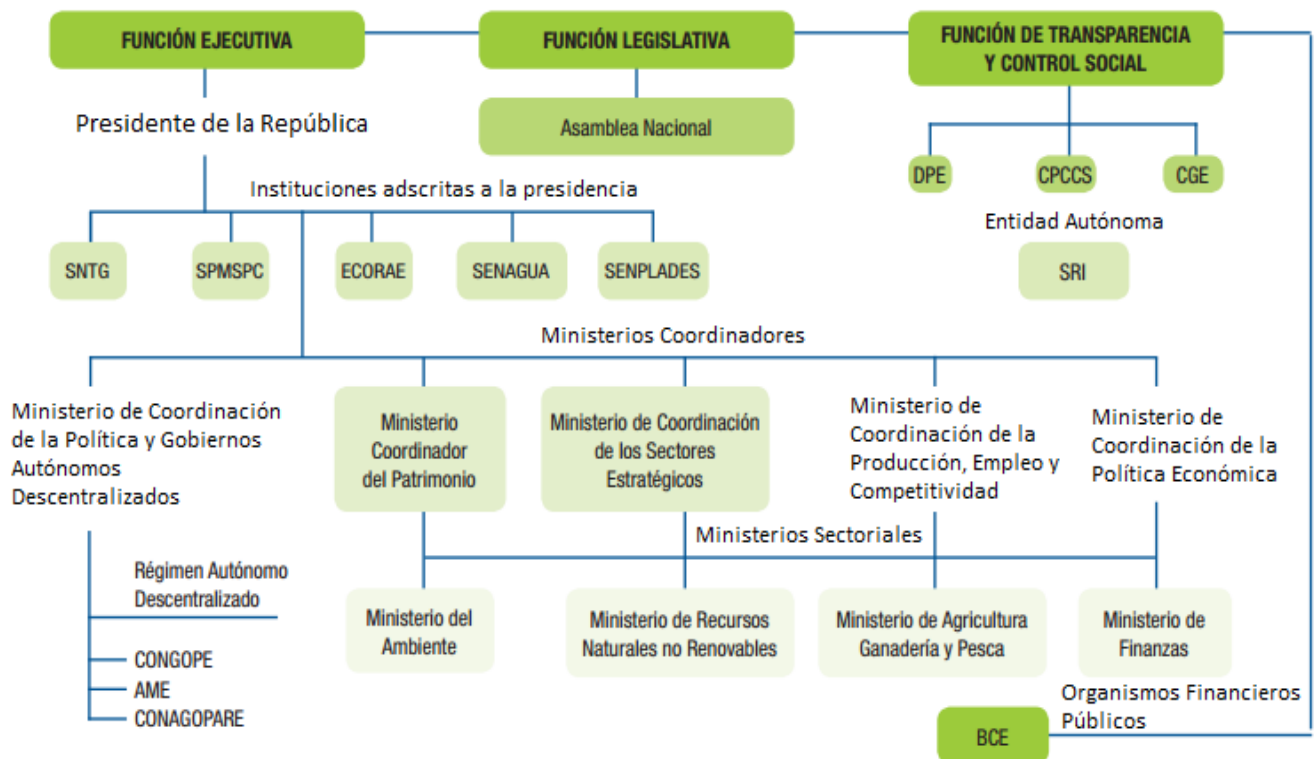 FUNCIÓN EJECUTIVA
FUNCIÓN LEGISLATIVA
FUNCIÓN DE TRANSPARENCIA
Y CONTROL SOCIAL
Presidente de la República
Asamblea Nacional
DPE
CPCCS
CGE
Instituciones adscritas a la presidencia
Entidad Autónoma
SNTG
SPMSPC
ECORAE
SENAGUA
SENPLADES
SRI
Ministerios Coordinadores
Ministerio de Coordinación
de la Política y Gobiernos
Autónomos
Descentralizados
Ministerio
Coordinador
del Patrimonio
Ministerio de Coordinación
de los Sectores
Estratégicos
Ministerio de
Coordinación de la
Producción, Empleo y
Competitividad
Ministerio de
Coordinación de la
Política Económica
Ministerios Sectoriales
Régimen Autónomo
Descentralizado
CONGOPE
AME
CONAGOPARE
Ministerio del
Ambiente
Ministerio de Recursos
Naturales no Renovables
Ministerio de Agricultura
Ganadería y Pesca
Ministerio de
Finanzas
Organismos Financieros
Públicos
BCE